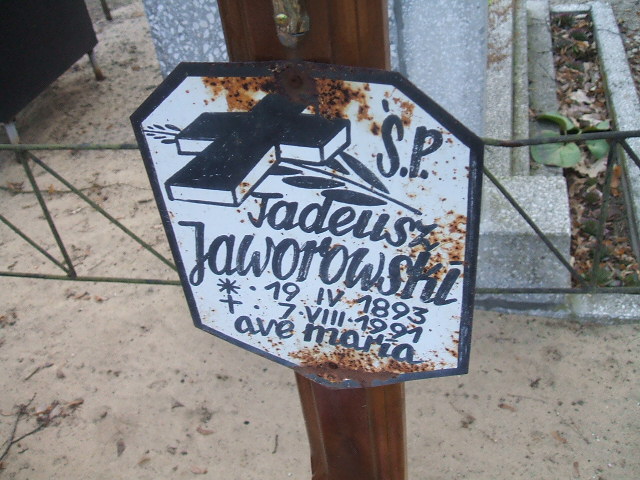 Ś.P.
Tadeusz
Jaworowski
* 19 IV 1893
† 7 VIII 1991
ave maria